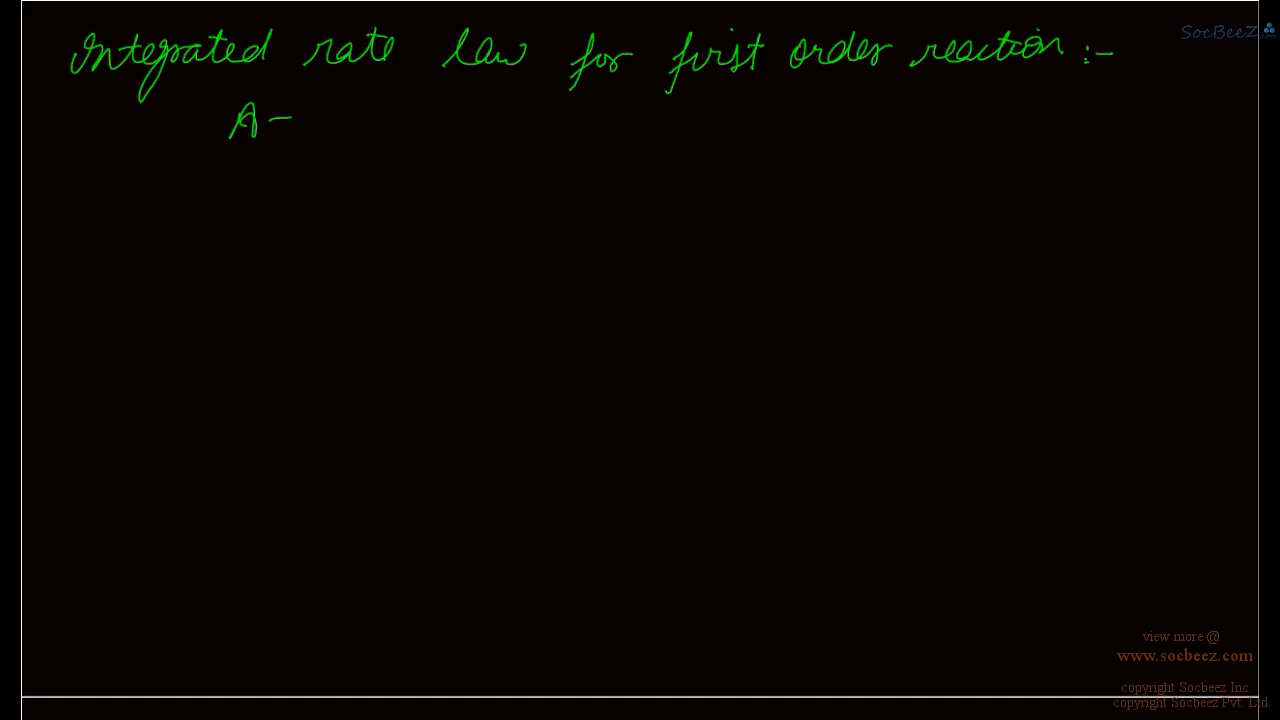 Integrated rate law for first order reaction :-
SocBeeZ
A -
view more @
www.socbeez.com
copyright Socbeez Inc
copyright Socbeez Pvt Ltd